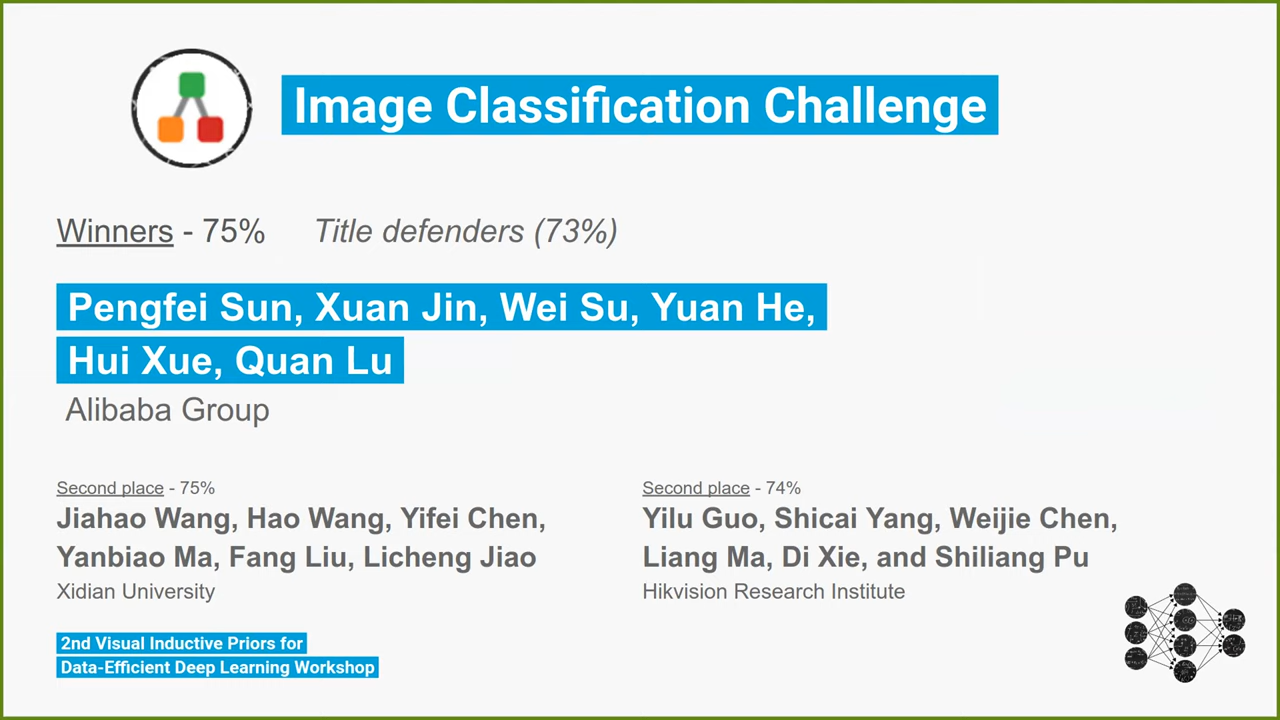 Image Classification Challenge
Winners - 75% Title defenders (73%)
Pengfei Sun, Xuan Jin, Wei Su, Yuan He,
Hui Xue, Quan Lu
Alibaba Group
Second place - 75%
Jiahao Wang, Hao Wang, Yifei Chen,
Yanbiao Ma, Fang Liu, Licheng Jiao
Xidian University
Second place - 74%
Yilu Guo, Shicai Yang, Weijie Chen,
Liang Ma, Di Xie, and Shiliang Pu
Hikvision Research Institute
2nd Visual Inductive Priors for
Data-Efficient Deep Learning Workshop